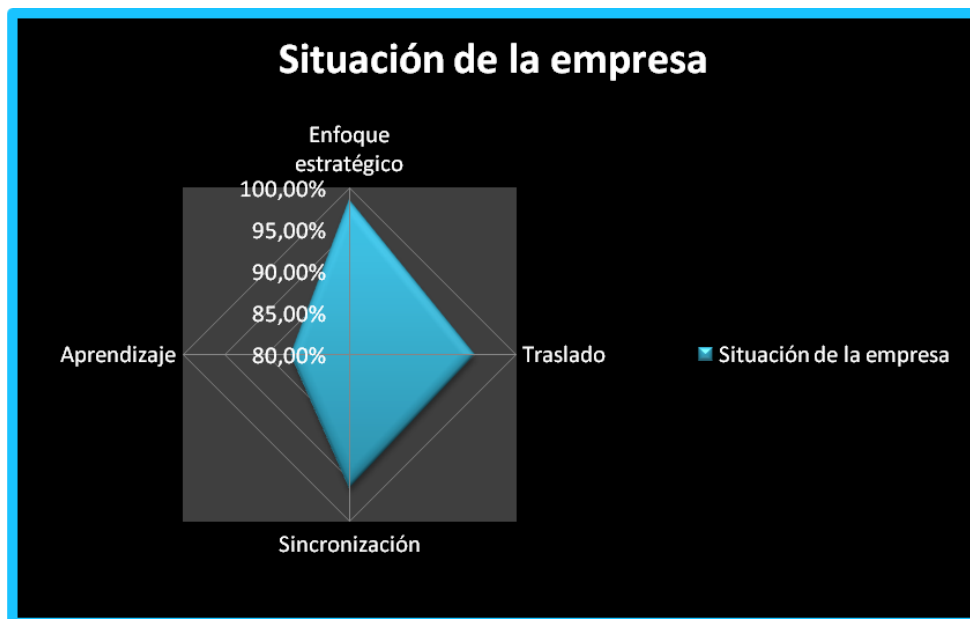 Situación de la empresa
Enfoque
estratégico
100,00%
95,00%
90,00%
85,00%
80,00%
Aprendizaje
Traslado
Situación de la empresa
Sincronización